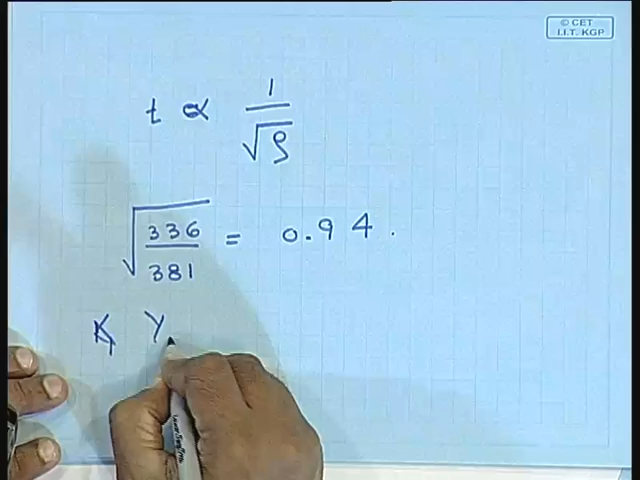 © CET
I.I.T. KGP
t ∝ 1/√ρ
√(336/381) = 0.94.
Y